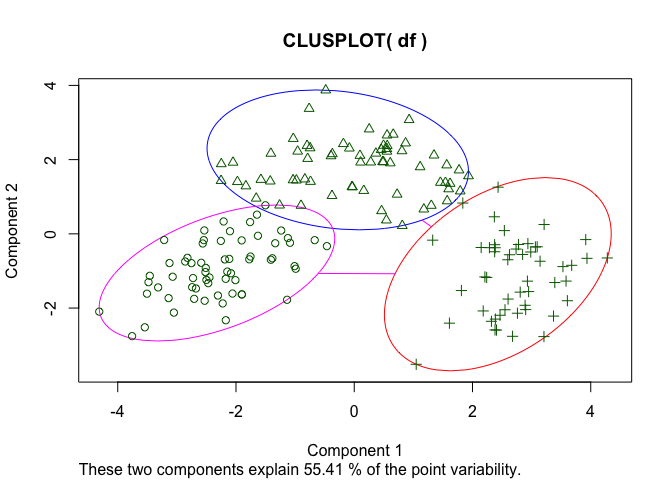 CLUSPLOT( df )
Component 2
4
2
0
-2
-4 -2 0 2 4
Component 1
These two components explain 55.41 % of the point variability.